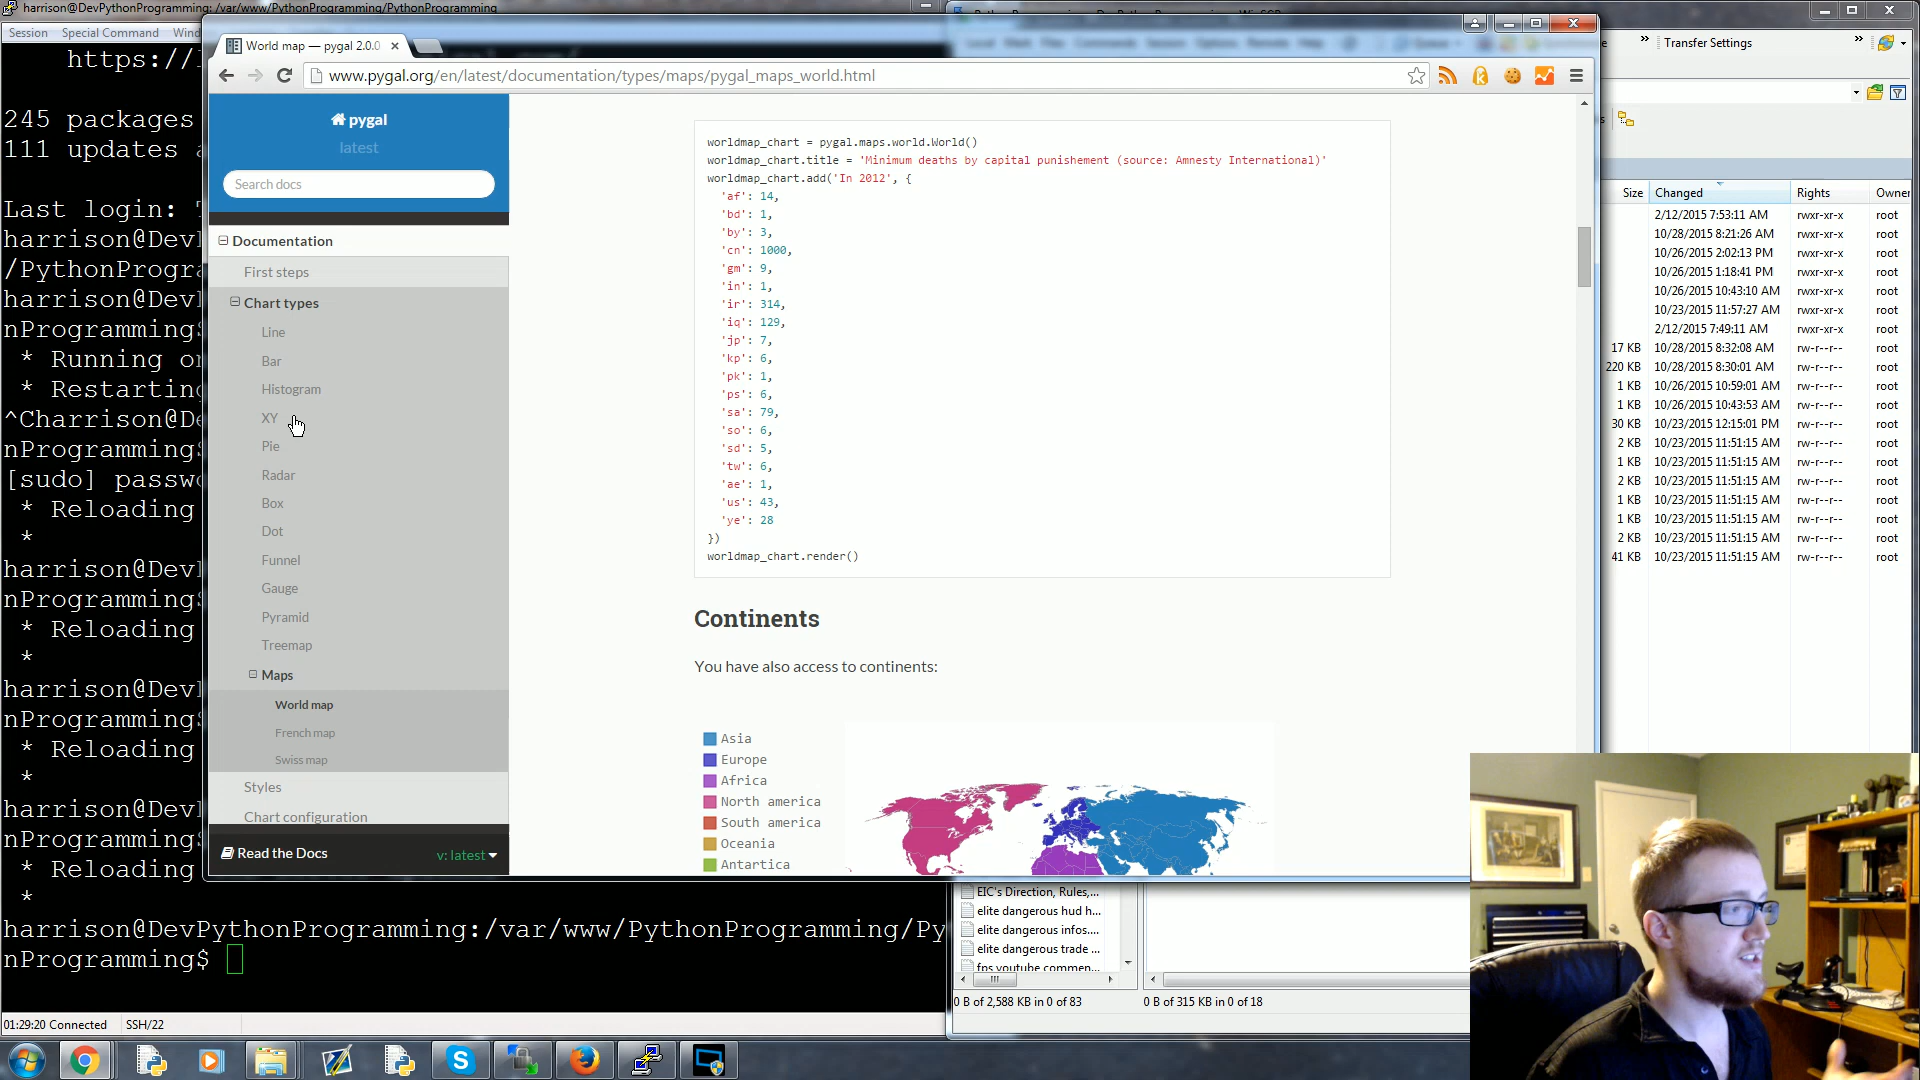 harrison@DevPythonProgramming: /var/www/PythonProgramming/PythonProgramming
Session Special Command Wind
https://l
245 packages
111 updates a
Last login:
harrison@Dev
/PythonProgra
harrison@Dev
nProgramming$
* Running on
* Restarting
^Charrison@De
nProgramming$
[sudo] passwo
* Reloading
*
harrison@Dev
nProgramming$
* Reloading
*
harrison@Dev
nProgramming$
* Reloading
*
harrison@Dev
nProgramming$
* Reloading
*
harrison@DevPythonProgramming:/var/www/PythonProgramming/Py
nProgramming$
01:29:20 Connected SSH/22
World map — pygal 2.0.0
www.pygal.org/en/latest/documentation/types/maps/pygal_maps_world.html
pygal
latest
Search docs
Documentation
First steps
Chart types
Line
Bar
Histogram
XY
Pie
Radar
Box
Dot
Funnel
Gauge
Pyramid
Treemap
Maps
World map
French map
Swiss map
Styles
Chart configuration
Read the Docs v: latest
worldmap_chart = pygal.maps.world.World()
worldmap_chart.title = 'Minimum deaths by capital punishement (source: Amnesty International)'
worldmap_chart.add('In 2012', {
'af': 14,
'bd': 1,
'by': 3,
'cn': 1000,
'gm': 9,
'in': 1,
'ir': 314,
'iq': 129,
'jp': 7,
'kp': 6,
'pk': 1,
'ps': 6,
'sa': 79,
'so': 6,
'sd': 5,
'tw': 6,
'ae': 1,
'us': 43,
'ye': 28
})
worldmap_chart.render()
Continents
You have also access to continents:
Asia
Europe
Africa
North america
South america
Oceania
Antartica
Transfer Settings
Size Changed Rights Owner
2/12/2015 7:53:11 AM rwxr-xr-x root
10/28/2015 8:21:26 AM rwxr-xr-x root
10/26/2015 2:02:13 PM rwxr-xr-x root
10/26/2015 1:18:41 PM rwxr-xr-x root
10/26/2015 10:43:10 AM rwxr-xr-x root
10/23/2015 11:57:27 AM rwxr-xr-x root
2/12/2015 7:49:11 AM rwxr-xr-x root
17 KB 10/28/2015 8:32:08 AM rw-r--r-- root
220 KB 10/28/2015 8:30:01 AM rw-r--r-- root
1 KB 10/26/2015 10:59:01 AM rw-r--r-- root
1 KB 10/26/2015 10:43:53 AM rw-r--r-- root
30 KB 10/23/2015 12:15:01 PM rw-r--r-- root
2 KB 10/23/2015 11:51:15 AM rw-r--r-- root
1 KB 10/23/2015 11:51:15 AM rw-r--r-- root
2 KB 10/23/2015 11:51:15 AM rw-r--r-- root
1 KB 10/23/2015 11:51:15 AM rw-r--r-- root
1 KB 10/23/2015 11:51:15 AM rw-r--r-- root
2 KB 10/23/2015 11:51:15 AM rw-r--r-- root
41 KB 10/23/2015 11:51:15 AM rw-r--r-- root
EIC's Direction, Rules,...
elite dangerous hud h...
elite dangerous infos....
elite dangerous trade ...
fps youtube commen...
0 B of 2,588 KB in 0 of 83 0 B of 315 KB in 0 of 18